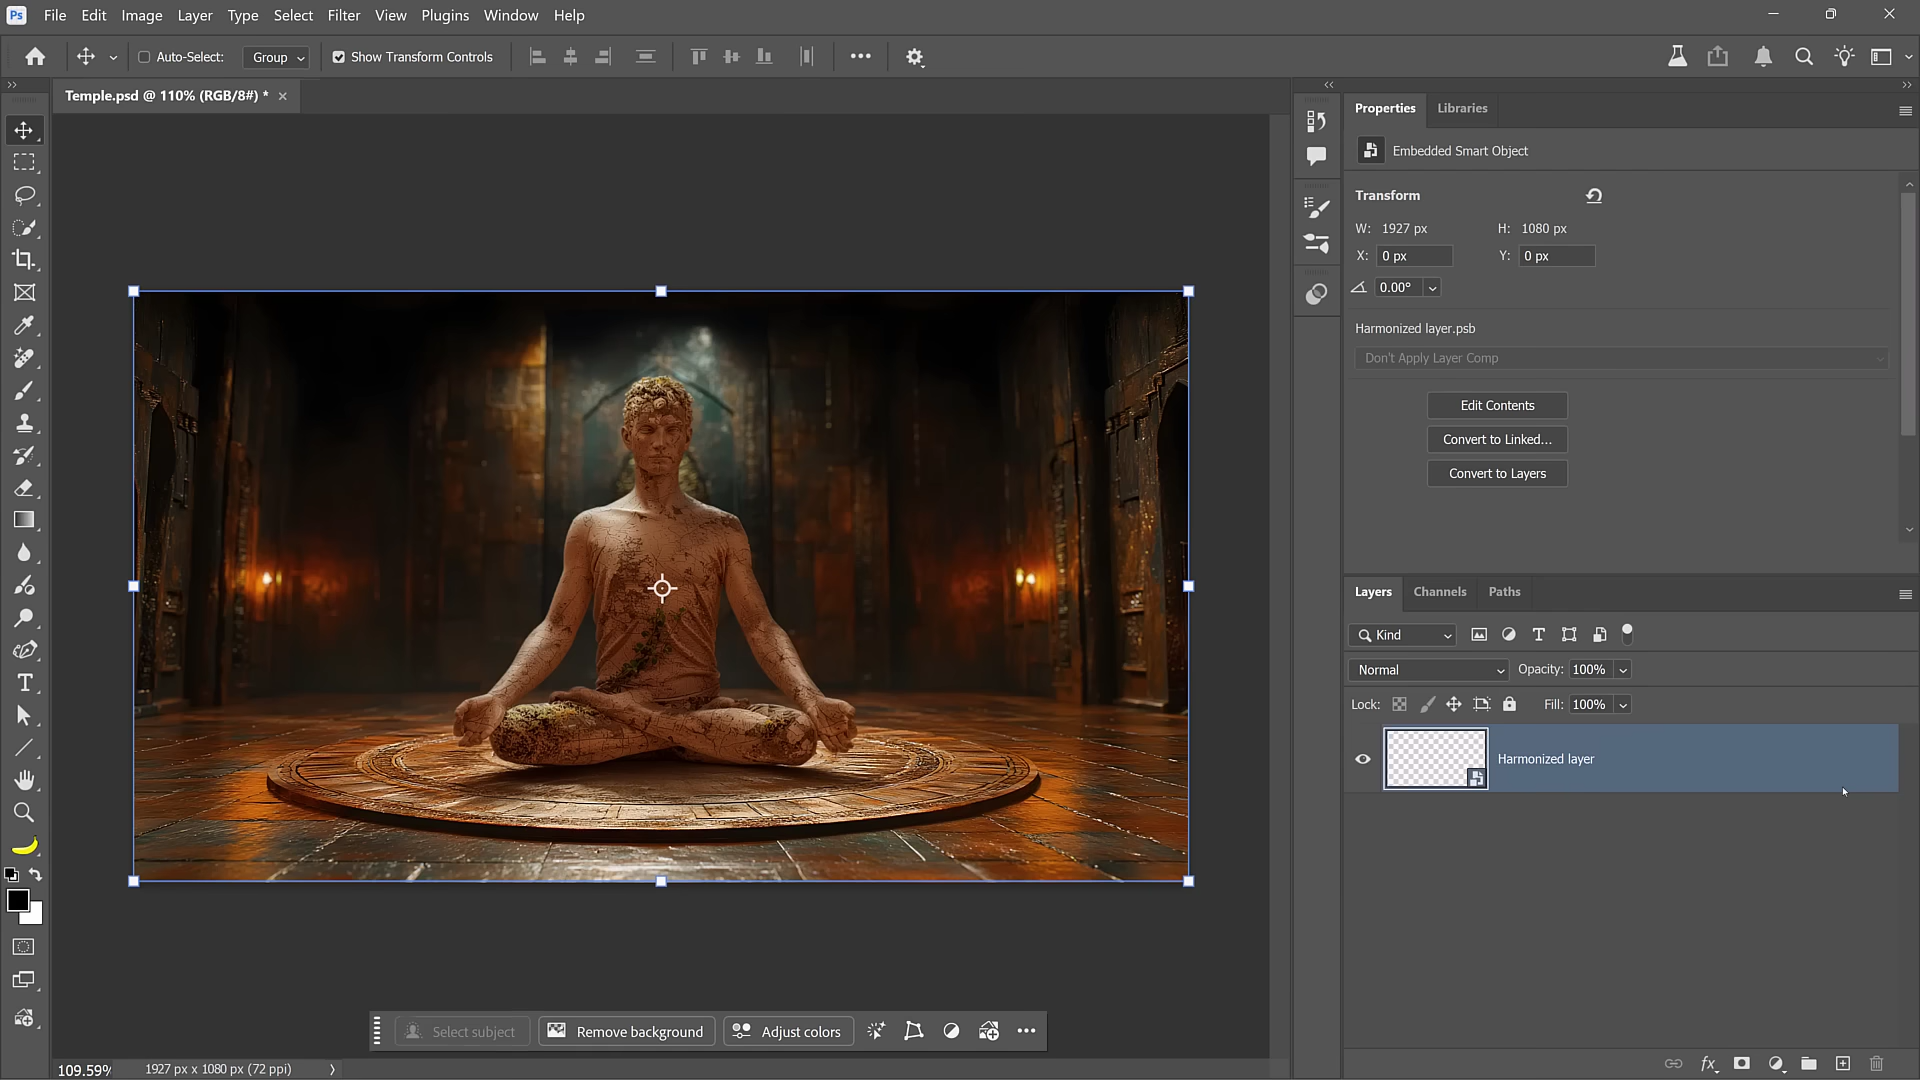 Ps File Edit Image Layer Type Select Filter View Plugins Window Help
Auto-Select: Group Show Transform Controls
Temple.psd @ 110% (RGB/8#) *
Properties Libraries
Embedded Smart Object
Transform
W: 1927 px H: 1080 px
X: 0 px Y: 0 px
0.00°
Harmonized layer.psb
Don't Apply Layer Comp
Edit Contents
Convert to Linked...
Convert to Layers
Layers Channels Paths
Kind
Normal Opacity: 100%
Lock: Fill: 100%
Harmonized layer
fx
Select subject Remove background Adjust colors
109.59% 1927 px x 1080 px (72 ppi)